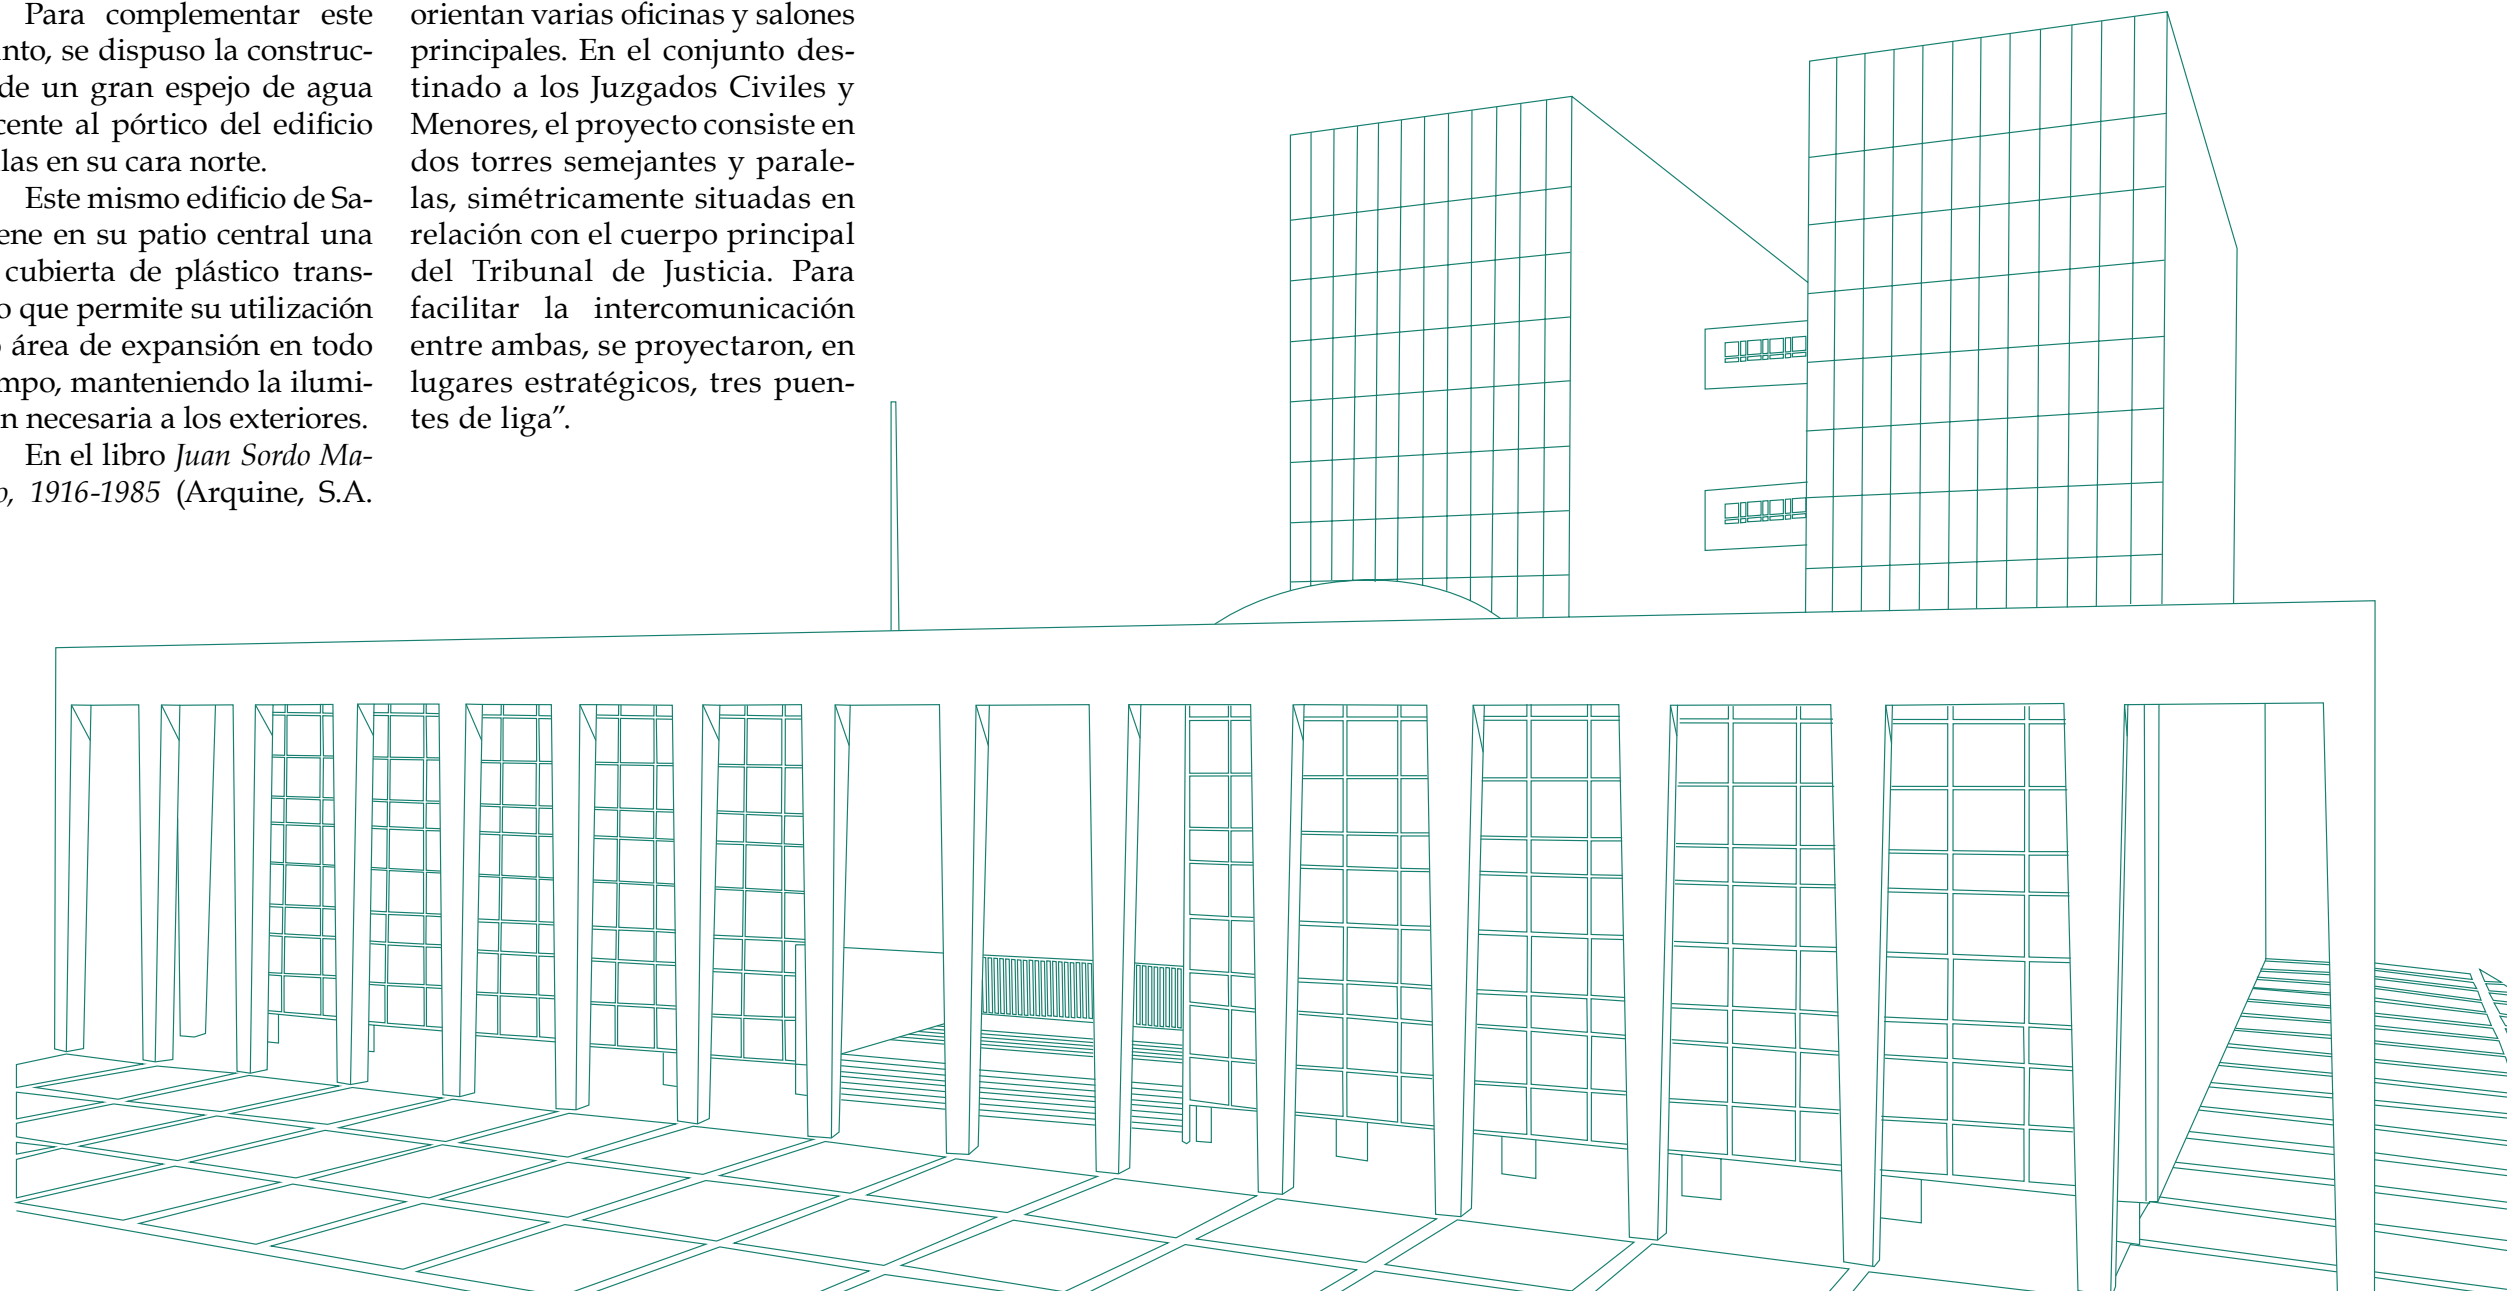 Para complementar este
nto, se dispuso la construc-
de un gran espejo de agua
cente al pórtico del edificio
las en su cara norte.
Este mismo edificio de Sa-
ene en su patio central una
cubierta de plástico trans-
o que permite su utilización
área de expansión en todo
mpo, manteniendo la ilumi-
n necesaria a los exteriores.
En el libro Juan Sordo Ma-
o, 1916-1985 (Arquine, S.A.
orientan varias oficinas y salones
principales. En el conjunto des-
tinado a los Juzgados Civiles y
Menores, el proyecto consiste en
dos torres semejantes y parale-
las, simétricamente situadas en
relación con el cuerpo principal
del Tribunal de Justicia. Para
facilitar la intercomunicación
entre ambas, se proyectaron, en
lugares estratégicos, tres puen-
tes de liga”.